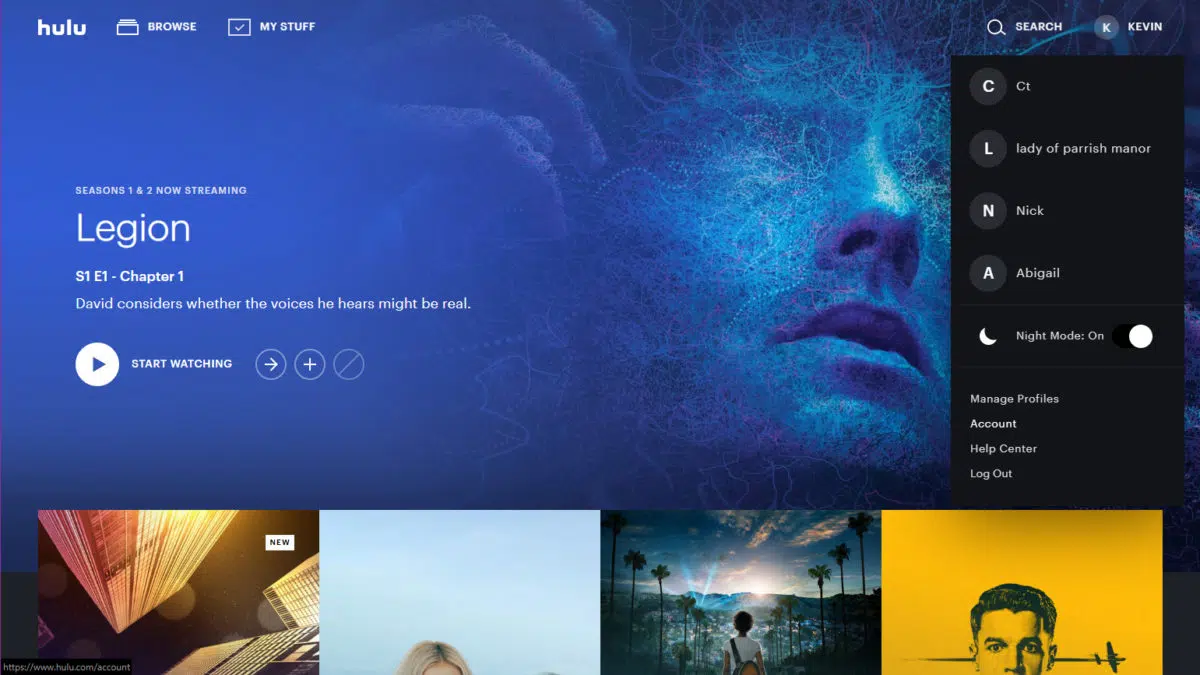 hulu
BROWSE
MY STUFF
SEARCH
K
KEVIN
C
Ct
L
lady of parrish manor
N
Nick
A
Abigail
Night Mode: On
Manage Profiles
Account
Help Center
Log Out
SEASONS 1 & 2 NOW STREAMING
Legion
S1 E1 - Chapter 1
David considers whether the voices he hears might be real.
START WATCHING
NEW
https://www.hulu.com/account